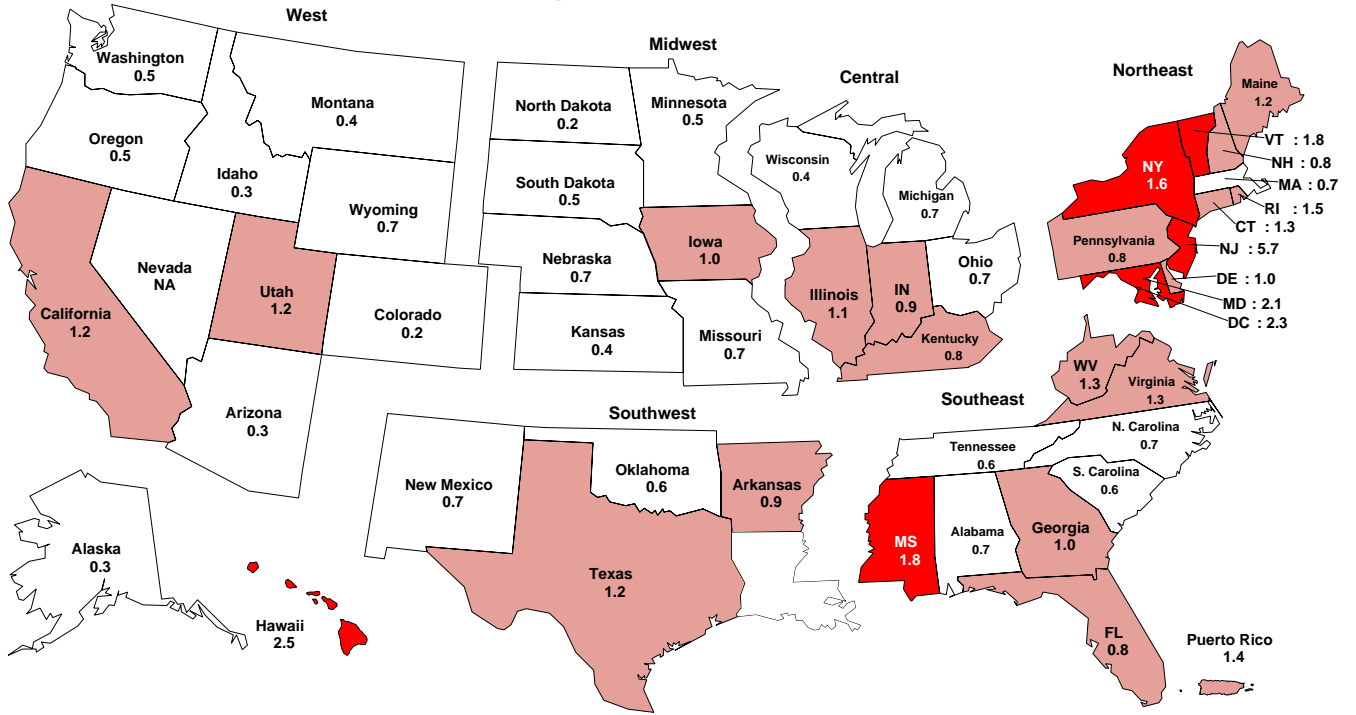 West
Washington
0.5
Montana
0.4
Oregon
0.5
Idaho
0.3
Wyoming
0.7
Nevada
NA
Utah
1.2
California
1.2
Colorado
0.2
Arizona
0.3
Alaska
0.3
Hawaii
2.5
Midwest
North Dakota
0.2
Minnesota
0.5
South Dakota
0.5
Iowa
1.0
Nebraska
0.7
Kansas
0.4
Missouri
0.7
Central
Wisconsin
0.4
Michigan
0.7
Illinois
1.1
IN
0.9
Ohio
0.7
Kentucky
0.8
Northeast
Maine
1.2
VT : 1.8
NH : 0.8
MA : 0.7
RI : 1.5
CT : 1.3
NJ : 5.7
DE : 1.0
MD : 2.1
DC : 2.3
NY
1.6
Pennsylvania
0.8
Southwest
New Mexico
0.7
Oklahoma
0.6
Arkansas
0.9
Texas
1.2
Southeast
WV
1.3
Virginia
1.3
N. Carolina
0.7
Tennessee
0.6
S. Carolina
0.6
MS
1.8
Alabama
0.7
Georgia
1.0
FL
0.8
Puerto Rico
1.4